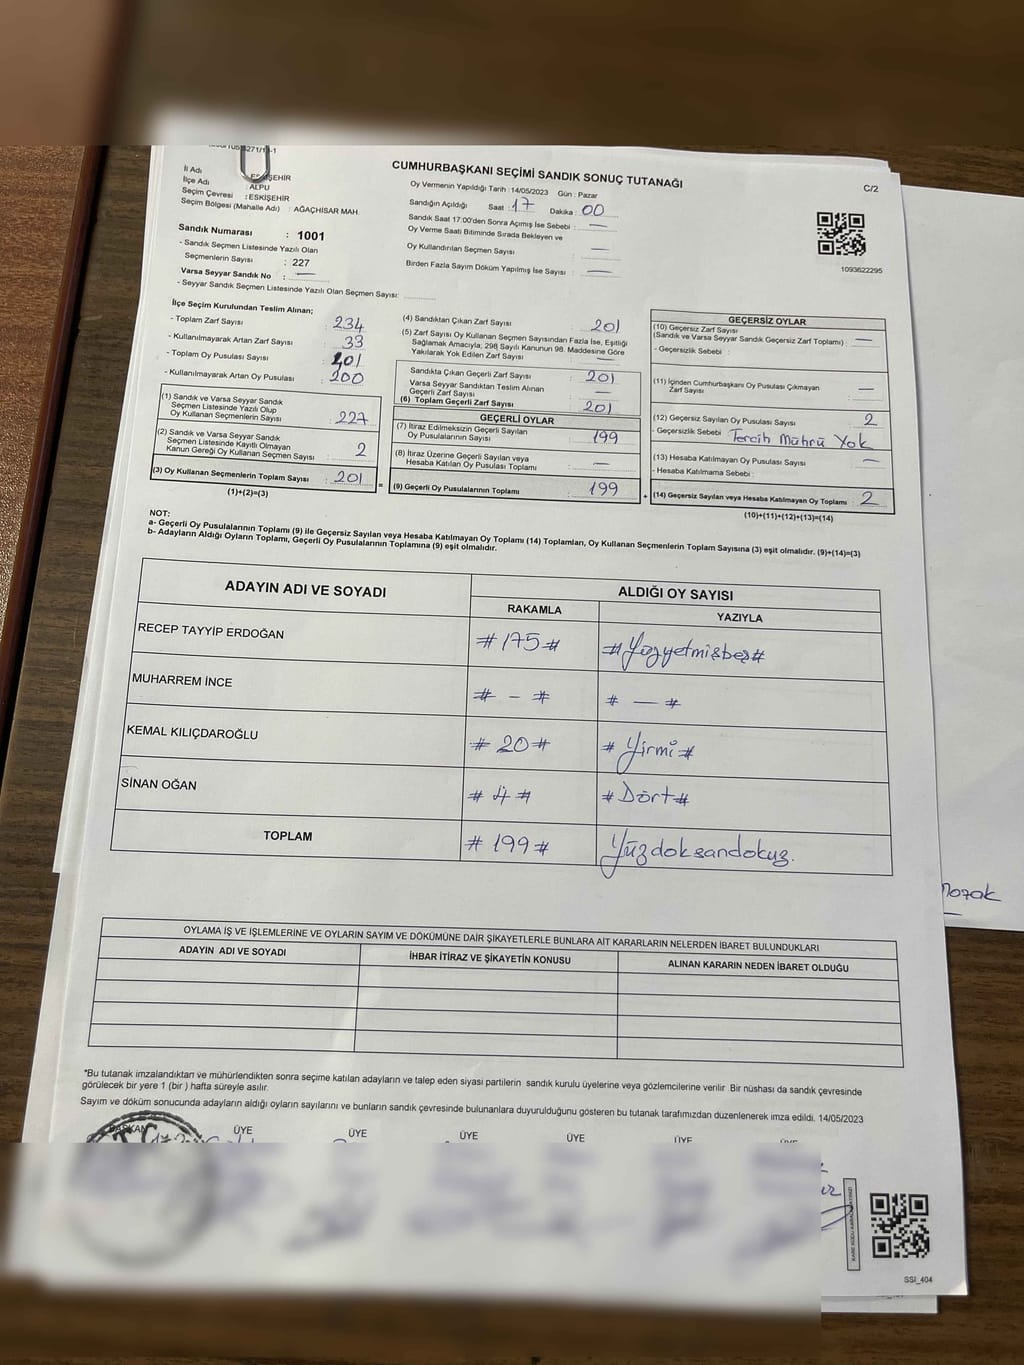 CUMHURBAŞKANI SEÇİMİ SANDIK SONUÇ TUTANAĞI
C/2
İl Adı : ESKİŞEHİR
İlçe Adı : ALPU
Seçim Çevresi : ESKİŞEHİR
Seçim Bölgesi (Mahalle Adı) : AĞAÇHİSAR MAH.
Sandık Numarası : 1001
- Sandık Seçmen Listesinde Yazılı Olan
Seçmenlerin Sayısı : 227
Varsa Seyyar Sandık No : —
- Seyyar Sandık Seçmen Listesinde Yazılı Olan Seçmen Sayısı:
Oy Vermenin Yapıldığı Tarih : 14/05/2023 Gün : Pazar
Sandığın Açıldığı Saat : 17 Dakika : 00
Sandık Saat 17:00'den Sonra Açımış İse Sebebi : —
Oy Verme Saati Bitiminde Sırada Bekleyen ve
Oy Kullandırılan Seçmen Sayısı : —
Birden Fazla Sayım Döküm Yapılmış İse Sayısı : —
1093622295
İlçe Seçim Kurulundan Teslim Alınan;
- Toplam Zarf Sayısı : 234
- Kullanılmayarak Artan Zarf Sayısı : 33
- Toplam Oy Pusulası Sayısı :
- Kullanılmayarak Artan Oy Pusulası : 200
(1) Sandık ve Varsa Seyyar Sandık
Seçmen Listesinde Yazılı Olup
Oy Kullanan Seçmenlerin Sayısı : 227
(2) Sandık ve Varsa Seyyar Sandık
Seçmen Listesinde Kayıtlı Olmayan
Kanun Gereği Oy Kullanan Seçmen Sayısı : 2
(3) Oy Kullanan Seçmenlerin Toplam Sayısı : 201
(1)+(2)=(3)
(4) Sandıktan Çıkan Zarf Sayısı : 201
(5) Zarf Sayısı Oy Kullanan Seçmen Sayısından Fazla İse, Eşitliği
Sağlamak Amacıyla; 298 Sayılı Kanunun 98. Maddesine Göre
Yakılarak Yok Edilen Zarf Sayısı : —
Sandıkta Çıkan Geçerli Zarf Sayısı : 201
Varsa Seyyar Sandıktan Teslim Alınan
Geçerli Zarf Sayısı : —
(6) Toplam Geçerli Zarf Sayısı : 201
GEÇERLİ OYLAR
(7) İtiraz Edilmeksizin Geçerli Sayılan
Oy Pusulalarının Sayısı : 199
(8) İtiraz Üzerine Geçerli Sayılan veya
Hesaba Katılan Oy Pusulası Toplamı : —
= (9) Geçerli Oy Pusulalarının Toplamı : 199
GEÇERSİZ OYLAR
(10) Geçersiz Zarf Sayısı
(Sandık ve Varsa Seyyar Sandık Geçersiz Zarf Toplamı) : —
- Geçersizlik Sebebi :
(11) İçinden Cumhurbaşkanı Oy Pusulası Çıkmayan
Zarf Sayısı : —
(12) Geçersiz Sayılan Oy Pusulası Sayısı : 2
- Geçersizlik Sebebi : Tercih Mührü Yok
(13) Hesaba Katılmayan Oy Pusulası Sayısı : —
- Hesaba Katılmama Sebebi :
+ (14) Geçersiz Sayılan veya Hesaba Katılmayan Oy Toplamı : 2
(10)+(11)+(12)+(13)=(14)
NOT:
a- Geçerli Oy Pusulalarının Toplamı (9) ile Geçersiz Sayılan veya Hesaba Katılmayan Oy Toplamı (14) Toplamları, Oy Kullanan Seçmenlerin Toplam Sayısına (3) eşit olmalıdır. (9)+(14)=(3)
b- Adayların Aldığı Oyların Toplamı, Geçerli Oy Pusulalarının Toplamına (9) eşit olmalıdır.
ADAYIN ADI VE SOYADI ALDIĞI OY SAYISI
RAKAMLA YAZIYLA
RECEP TAYYİP ERDOĞAN #175# #Yüzyetmişbeş#
MUHARREM İNCE # - # # — #
KEMAL KILIÇDAROĞLU #20# #Yirmi#
SİNAN OĞAN #4# #Dört#
TOPLAM #199# Yüzdoksandokuz.
OYLAMA İŞ VE İŞLEMLERİNE VE OYLARIN SAYIM VE DÖKÜMÜNE DAİR ŞİKAYETLERLE BUNLARA AİT KARARLARIN NELERDEN İBARET BULUNDUKLARI
ADAYIN ADI VE SOYADI İHBAR İTİRAZ VE ŞİKAYETİN KONUSU ALINAN KARARIN NEDEN İBARET OLDUĞU
*Bu tutanak imzalandıktan ve mühürlendikten sonra seçime katılan adayların ve talep eden siyasi partilerin sandık kurulu üyelerine veya gözlemcilerine verilir Bir nüshası da sandık çevresinde
görülecek bir yere 1 (bir ) hafta süreyle asılır.
Sayım ve döküm sonucunda adayların aldığı oyların sayılarını ve bunların sandık çevresinde bulunanlara duyurulduğunu gösteren bu tutanak tarafımızdan düzenlenerek imza edildi. 14/05/2023
BAŞKAN ÜYE ÜYE ÜYE ÜYE ÜYE ÜYE
T.C.
SSI_404